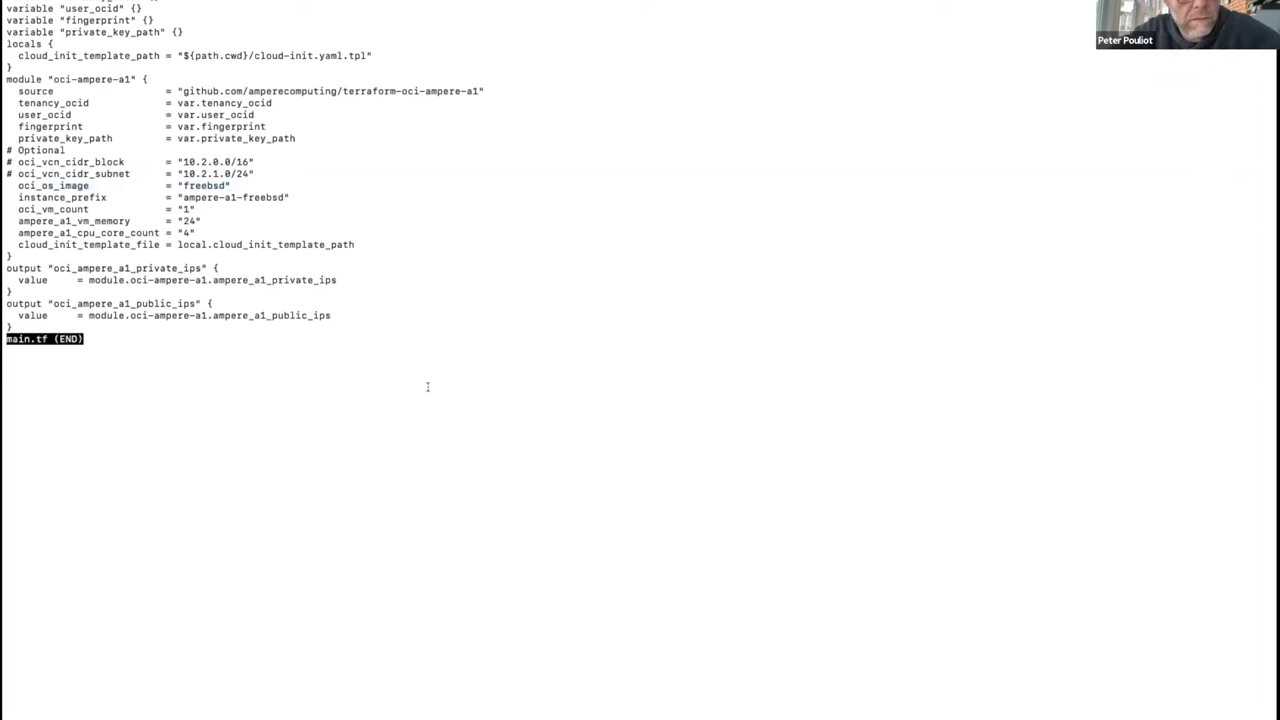 variable "user_ocid" {}
variable "fingerprint" {}
variable "private_key_path" {}
locals {
  cloud_init_template_path = "${path.cwd}/cloud-init.yaml.tpl"
}
module "oci-ampere-a1" {
  source                   = "github.com/amperecomputing/terraform-oci-ampere-a1"
  tenancy_ocid             = var.tenancy_ocid
  user_ocid                = var.user_ocid
  fingerprint              = var.fingerprint
  private_key_path         = var.private_key_path
# Optional
# oci_vcn_cidr_block       = "10.2.0.0/16"
# oci_vcn_cidr_subnet      = "10.2.1.0/24"
  oci_os_image             = "freebsd"
  instance_prefix          = "ampere-a1-freebsd"
  oci_vm_count             = "1"
  ampere_a1_vm_memory      = "24"
  ampere_a1_cpu_core_count = "4"
  cloud_init_template_file = local.cloud_init_template_path
}
output "oci_ampere_a1_private_ips" {
  value     = module.oci-ampere-a1.ampere_a1_private_ips
}
output "oci_ampere_a1_public_ips" {
  value     = module.oci-ampere-a1.ampere_a1_public_ips
}
main.tf (END)
Peter Pouliot